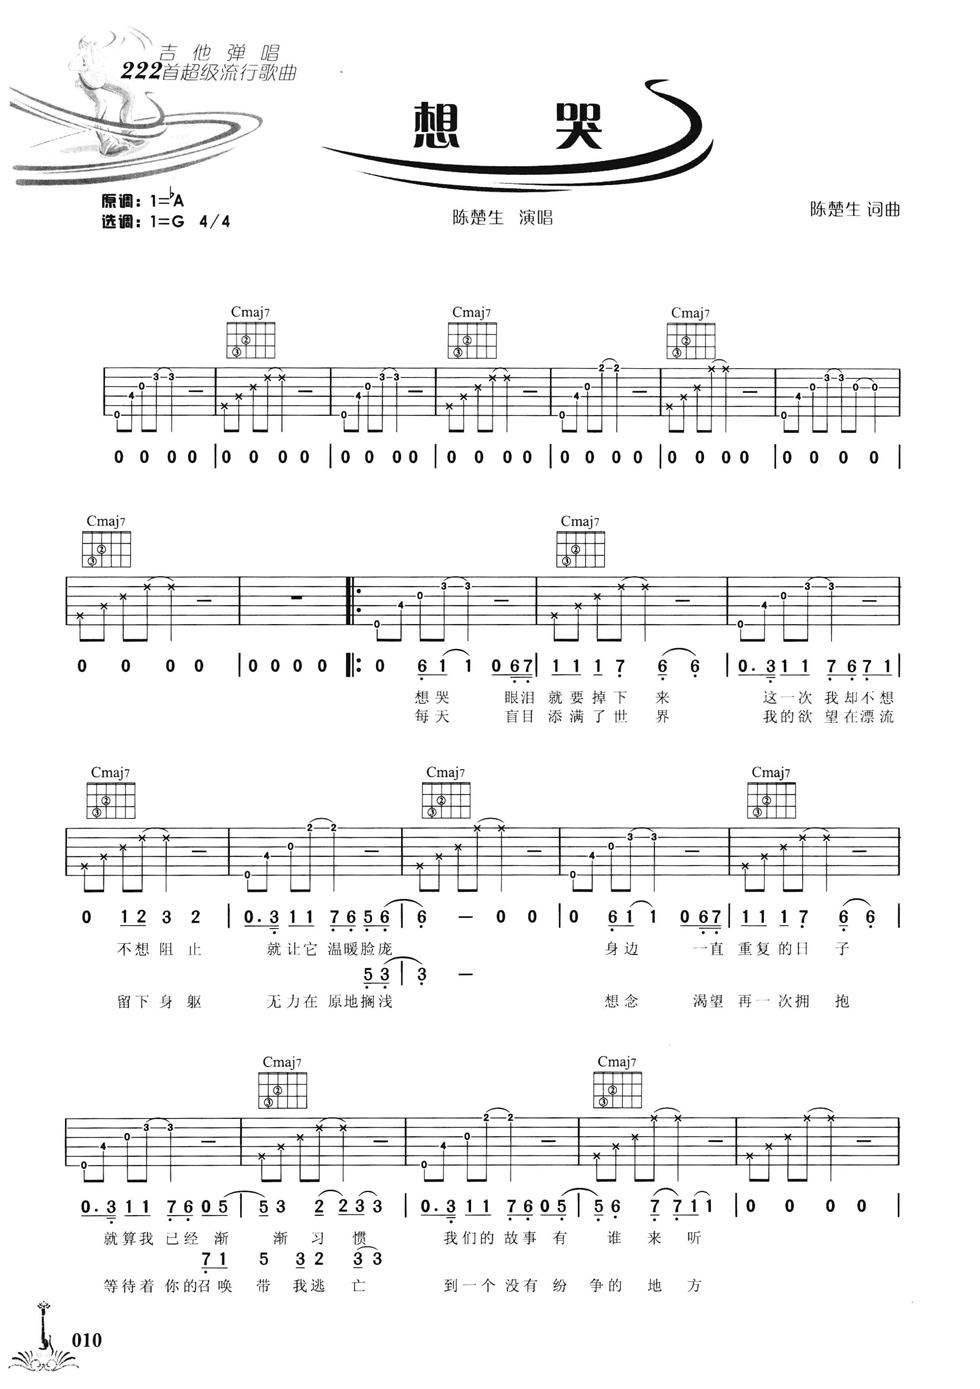 吉他弹唱
222首超级流行歌曲
想 哭
原调：1=♭A
选调：1=G 4/4
陈楚生 演唱
陈楚生 词曲
Cmaj7 Cmaj7 Cmaj7
0 0 0 0 | 0 0 0 0 | 0 0 0 0 | 0 0 0 0 | 0 0 0 0 | 0 0 0 0 | 0 0 0 0 |
Cmaj7 Cmaj7
0 0 0 0 | 0 0 0 0 |: 0 6 1 1 0 6 7 | 1 1 1 7 6 6 | 0. 3 1 1 7 6 7 1 |
想 哭 眼泪 就 要 掉 下 来 这 一 次 我 却 不 想
每 天 盲目 添 满 了 世 界 我 的 欲 望 在 漂 流
Cmaj7 Cmaj7 Cmaj7
0 1 2 3 2 | 0. 3 1 1 7 6 5 6 | 6 － 0 0 | 0 6 1 1 0 6 7 | 1 1 1 7 6 6 |
不 想 阻 止 就 让 它 温 暖 脸 庞 身 边 一 直 重 复 的 日 子
5 3 | 3 －
留 下 身 躯 无 力 在 原 地 搁 浅 想 念 渴 望 再 一 次 拥 抱
Cmaj7 Cmaj7
0. 3 1 1 7 6 0 5 | 5 3 2 2 3 3 | 0. 3 1 1 7 6 0 5 | 5 6 7 7 1 1 | 0 0 0 0 |
就 算 我 已 经 渐 渐 习 惯 我 们 的 故 事 有 谁 来 听
7 1 5 3 2 3 3
等 待 着 你 的 召 唤 带 我 逃 亡 到 一 个 没 有 纷 争 的 地 方
010